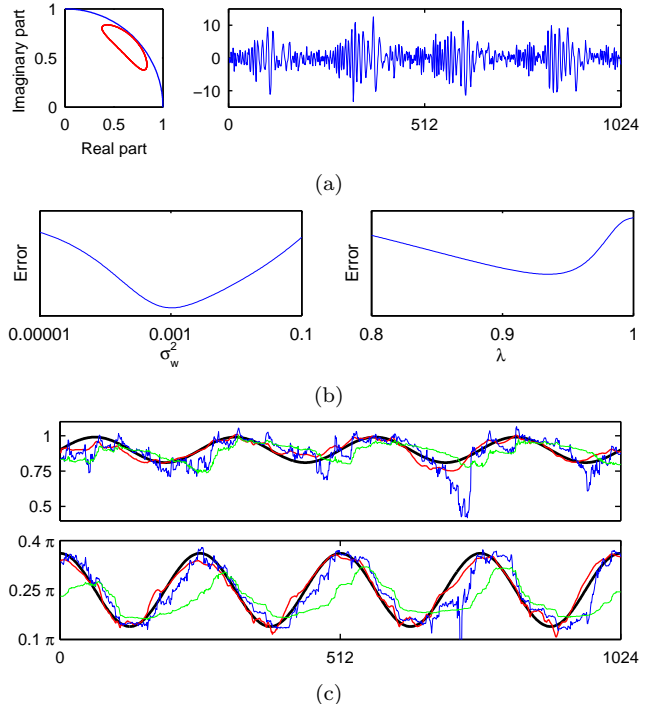 1
0.5
0
Imaginary part
0 0.5 1
Real part
10
0
−10
0 512 1024
(a)
Error
0.00001 0.001 0.1
σ_w^2
Error
0.8 0.9 1
λ
(b)
1
0.75
0.5
0.4 π
0.25 π
0.1 π
0 512 1024
(c)